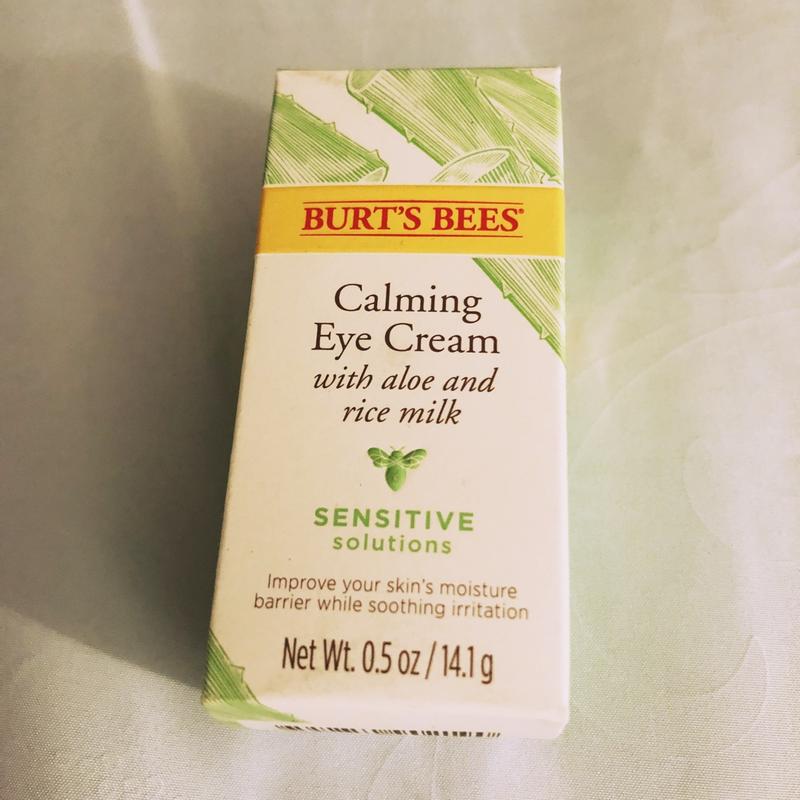 BURT'S BEES®
Calming
Eye Cream
with aloe and
rice milk
SENSITIVE
solutions
Improve your skin's moisture
barrier while soothing irritation
Net Wt. 0.5 oz / 14.1 g